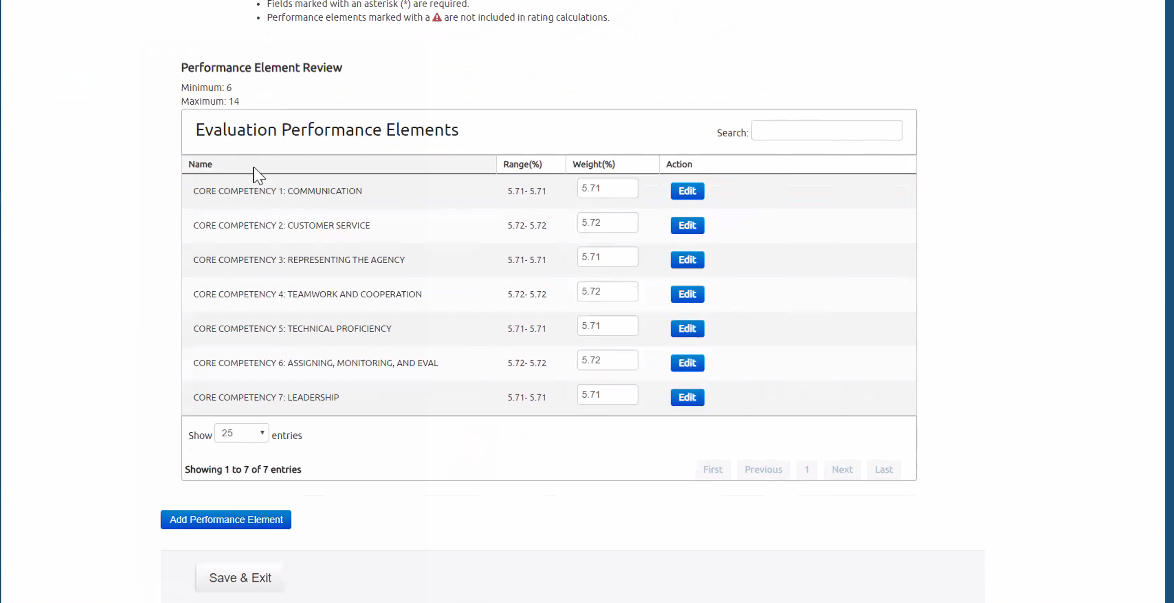 Fields marked with an asterisk (*) are required.
Performance elements marked with a are not included in rating calculations.
Performance Element Review
Minimum: 6
Maximum: 14
Evaluation Performance Elements
Search:
Name Range(%) Weight(%) Action
CORE COMPETENCY 1: COMMUNICATION 5.71- 5.71 5.71 Edit
CORE COMPETENCY 2: CUSTOMER SERVICE 5.72- 5.72 5.72 Edit
CORE COMPETENCY 3: REPRESENTING THE AGENCY 5.71- 5.71 5.71 Edit
CORE COMPETENCY 4: TEAMWORK AND COOPERATION 5.72- 5.72 5.72 Edit
CORE COMPETENCY 5: TECHNICAL PROFICIENCY 5.71- 5.71 5.71 Edit
CORE COMPETENCY 6: ASSIGNING, MONITORING, AND EVAL 5.72- 5.72 5.72 Edit
CORE COMPETENCY 7: LEADERSHIP 5.71- 5.71 5.71 Edit
Show 25 entries
Showing 1 to 7 of 7 entries First Previous 1 Next Last
Add Performance Element
Save & Exit